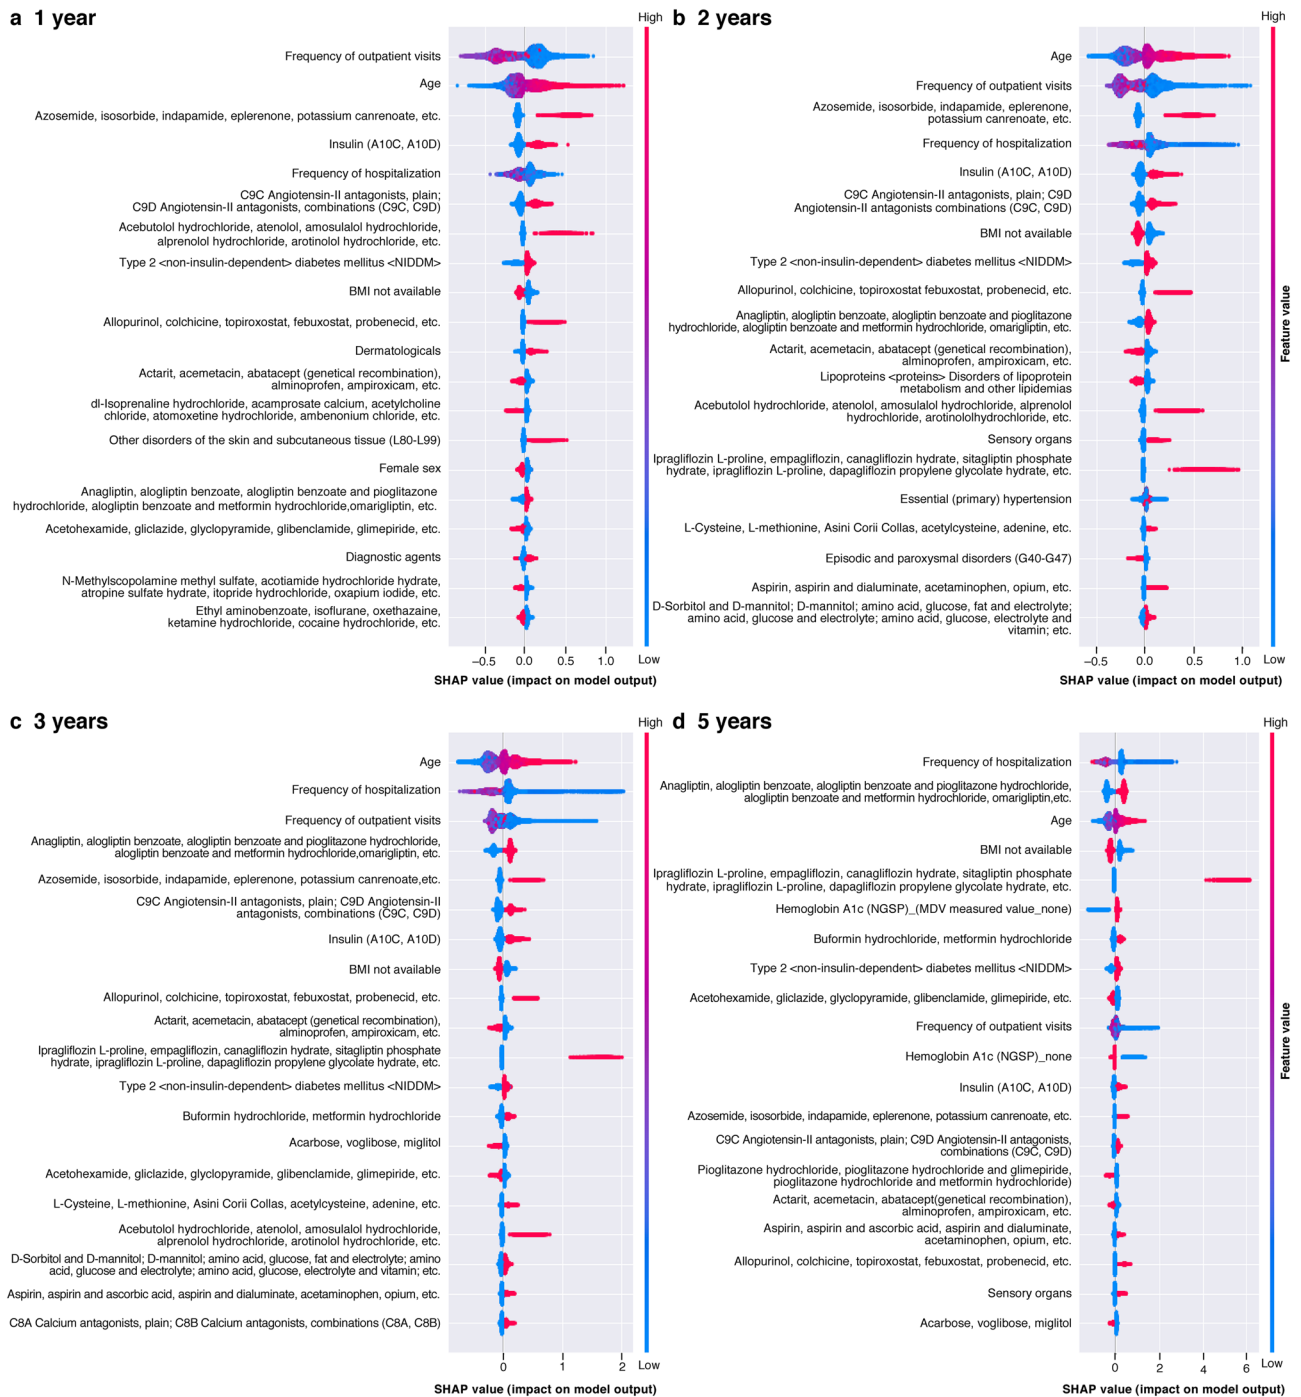 a 1 year
High
Frequency of outpatient visits
Age
Azosemide, isosorbide, indapamide, eplerenone, potassium canrenoate, etc.
Insulin (A10C, A10D)
Frequency of hospitalization
C9C Angiotensin-II antagonists, plain;
C9D Angiotensin-II antagonists, combinations (C9C, C9D)
Acebutolol hydrochloride, atenolol, amosulalol hydrochloride,
alprenolol hydrochloride, arotinolol hydrochloride, etc.
Type 2 <non-insulin-dependent> diabetes mellitus <NIDDM>
BMI not available
Allopurinol, colchicine, topiroxostat, febuxostat, probenecid, etc.
Dermatologicals
Actarit, acemetacin, abatacept (genetical recombination),
alminoprofen, ampiroxicam, etc.
dl-Isoprenaline hydrochloride, acamprosate calcium, acetylcholine
chloride, atomoxetine hydrochloride, ambenonium chloride, etc.
Other disorders of the skin and subcutaneous tissue (L80-L99)
Female sex
Anagliptin, alogliptin benzoate, alogliptin benzoate and pioglitazone
hydrochloride, alogliptin benzoate and metformin hydrochloride,omarigliptin, etc.
Acetohexamide, gliclazide, glyclopyramide, glibenclamide, glimepiride, etc.
Diagnostic agents
N-Methylscopolamine methyl sulfate, acotiamide hydrochloride hydrate,
atropine sulfate hydrate, itopride hydrochloride, oxapium iodide, etc.
Ethyl aminobenzoate, isoflurane, oxethazaine,
ketamine hydrochloride, cocaine hydrochloride, etc.
−0.5 0.0 0.5 1.0
Low
SHAP value (impact on model output)
b 2 years
High
Age
Frequency of outpatient visits
Azosemide, isosorbide, indapamide, eplerenone,
potassium canrenoate, etc.
Frequency of hospitalization
Insulin (A10C, A10D)
C9C Angiotensin-II antagonists, plain; C9D
Angiotensin-II antagonists combinations (C9C, C9D)
BMI not available
Type 2 <non-insulin-dependent> diabetes mellitus <NIDDM>
Allopurinol, colchicine, topiroxostat febuxostat, probenecid, etc.
Anagliptin, alogliptin benzoate, alogliptin benzoate and pioglitazone
hydrochloride, alogliptin benzoate and metformin hydrochloride, omarigliptin, etc.
Actarit, acemetacin, abatacept (genetical recombination),
alminoprofen, ampiroxicam, etc.
Lipoproteins <proteins> Disorders of lipoprotein
metabolism and other lipidemias
Acebutolol hydrochloride, atenolol, amosulalol hydrochloride, alprenolol
hydrochloride, arotinololhydrochloride, etc.
Sensory organs
Ipragliflozin L-proline, empagliflozin, canagliflozin hydrate, sitagliptin phosphate
hydrate, ipragliflozin L-proline, dapagliflozin propylene glycolate hydrate, etc.
Essential (primary) hypertension
L-Cysteine, L-methionine, Asini Corii Collas, acetylcysteine, adenine, etc.
Episodic and paroxysmal disorders (G40-G47)
Aspirin, aspirin and dialuminate, acetaminophen, opium, etc.
D-Sorbitol and D-mannitol; D-mannitol; amino acid, glucose, fat and electrolyte;
amino acid, glucose and electrolyte; amino acid, glucose, electrolyte and
vitamin; etc.
−0.5 0.0 0.5 1.0
Low
SHAP value (impact on model output)
Feature value
c 3 years
High
Age
Frequency of hospitalization
Frequency of outpatient visits
Anagliptin, alogliptin benzoate, alogliptin benzoate and pioglitazone hydrochloride,
alogliptin benzoate and metformin hydrochloride,omarigliptin, etc.
Azosemide, isosorbide, indapamide, eplerenone, potassium canrenoate,etc.
C9C Angiotensin-II antagonists, plain; C9D Angiotensin-II
antagonists, combinations (C9C, C9D)
Insulin (A10C, A10D)
BMI not available
Allopurinol, colchicine, topiroxostat, febuxostat, probenecid, etc.
Actarit, acemetacin, abatacept (genetical recombination),
alminoprofen, ampiroxicam, etc.
Ipragliflozin L-proline, empagliflozin, canagliflozin hydrate, sitagliptin phosphate
hydrate, ipragliflozin L-proline, dapagliflozin propylene glycolate hydrate, etc.
Type 2 <non-insulin-dependent> diabetes mellitus <NIDDM>
Buformin hydrochloride, metformin hydrochloride
Acarbose, voglibose, miglitol
Acetohexamide, gliclazide, glyclopyramide, glibenclamide, glimepiride, etc.
L-Cysteine, L-methionine, Asini Corii Collas, acetylcysteine, adenine, etc.
Acebutolol hydrochloride, atenolol, amosulalol hydrochloride,
alprenolol hydrochloride, arotinolol hydrochloride, etc.
D-Sorbitol and D-mannitol; D-mannitol; amino acid, glucose, fat and electrolyte; amino
acid, glucose and electrolyte; amino acid, glucose, electrolyte and vitamin; etc.
Aspirin, aspirin and ascorbic acid, aspirin and dialuminate, acetaminophen, opium, etc.
C8A Calcium antagonists, plain; C8B Calcium antagonists, combinations (C8A, C8B)
0 1 2
Low
SHAP value (impact on model output)
d 5 years
High
Frequency of hospitalization
Anagliptin, alogliptin benzoate, alogliptin benzoate and pioglitazone hydrochloride,
alogliptin benzoate and metformin hydrochloride, omarigliptin,etc.
Age
BMI not available
Ipragliflozin L-proline, empagliflozin, canagliflozin hydrate, sitagliptin phosphate
hydrate, ipragliflozin L-proline, dapagliflozin propylene glycolate hydrate, etc.
Hemoglobin A1c (NGSP)_(MDV measured value_none)
Buformin hydrochloride, metformin hydrochloride
Type 2 <non-insulin-dependent> diabetes mellitus <NIDDM>
Acetohexamide, gliclazide, glyclopyramide, glibenclamide, glimepiride, etc.
Frequency of outpatient visits
Hemoglobin A1c (NGSP)_none
Insulin (A10C, A10D)
Azosemide, isosorbide, indapamide, eplerenone, potassium canrenoate, etc.
C9C Angiotensin-II antagonists, plain; C9D Angiotensin-II antagonists,
combinations (C9C, C9D)
Pioglitazone hydrochloride, pioglitazone hydrochloride and glimepiride,
pioglitazone hydrochloride and metformin hydrochloride)
Actarit, acemetacin, abatacept(genetical recombination),
alminoprofen, ampiroxicam, etc.
Aspirin, aspirin and ascorbic acid, aspirin and dialuminate,
acetaminophen, opium, etc.
Allopurinol, colchicine, topiroxostat, febuxostat, probenecid, etc.
Sensory organs
Acarbose, voglibose, miglitol
0 2 4 6
Low
SHAP value (impact on model output)
Feature value